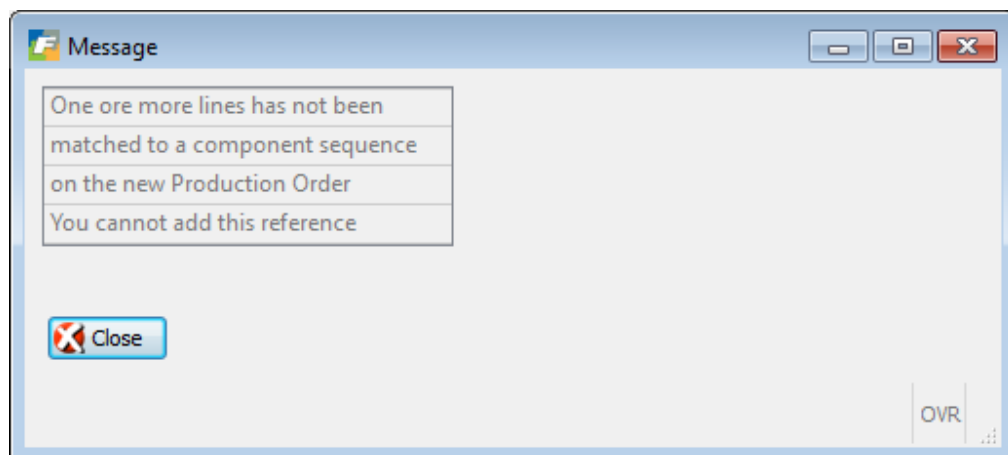 Message
One ore more lines has not been
matched to a component sequence
on the new Production Order
You cannot add this reference
Close
OVR